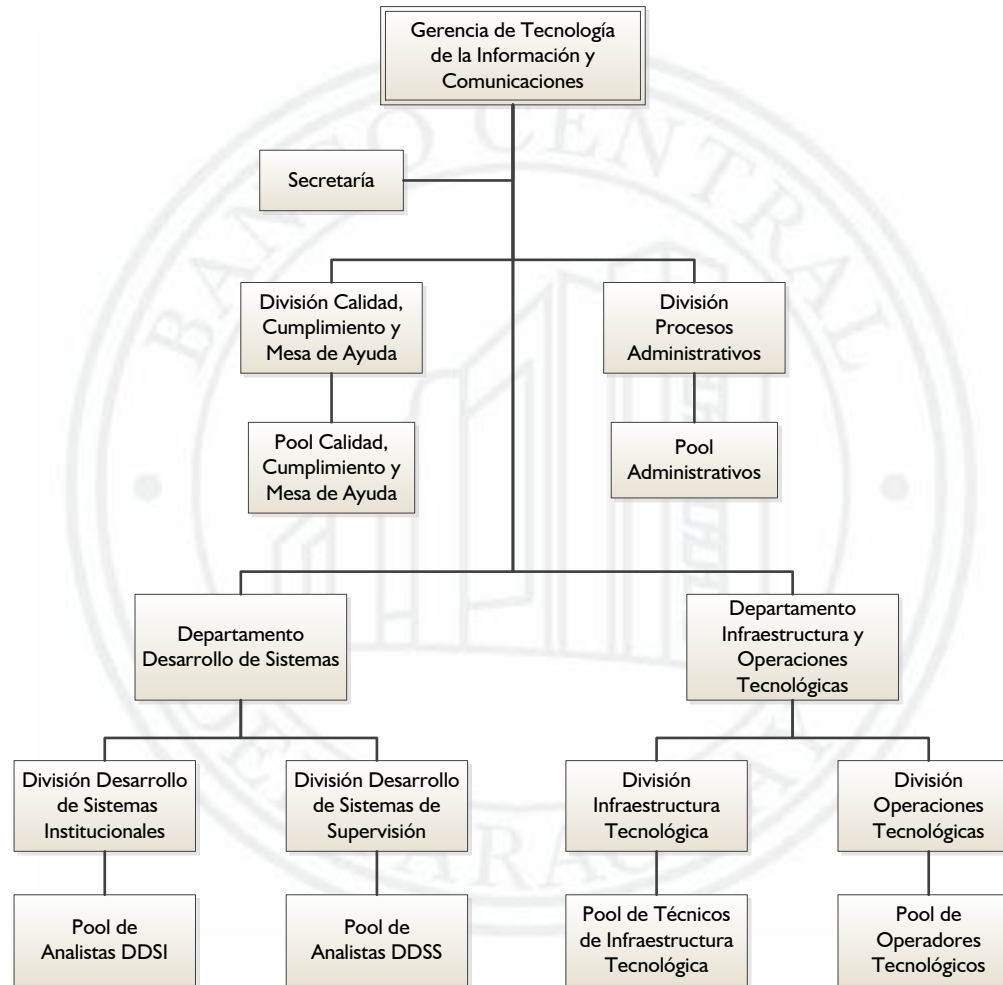 Gerencia de Tecnología
de la Información y
Comunicaciones
Secretaría
División Calidad,
Cumplimiento y
Mesa de Ayuda
División
Procesos
Administrativos
Pool Calidad,
Cumplimiento y
Mesa de Ayuda
Pool
Administrativos
Departamento
Desarrollo de Sistemas
Departamento
Infraestructura y
Operaciones
Tecnológicas
División Desarrollo
de Sistemas
Institucionales
División Desarrollo
de Sistemas de
Supervisión
División
Infraestructura
Tecnológica
División
Operaciones
Tecnológicas
Pool de
Analistas DDSI
Pool de
Analistas DDSS
Pool de Técnicos
de Infraestructura
Tecnológica
Pool de
Operadores
Tecnológicos
BANCO CENTRAL